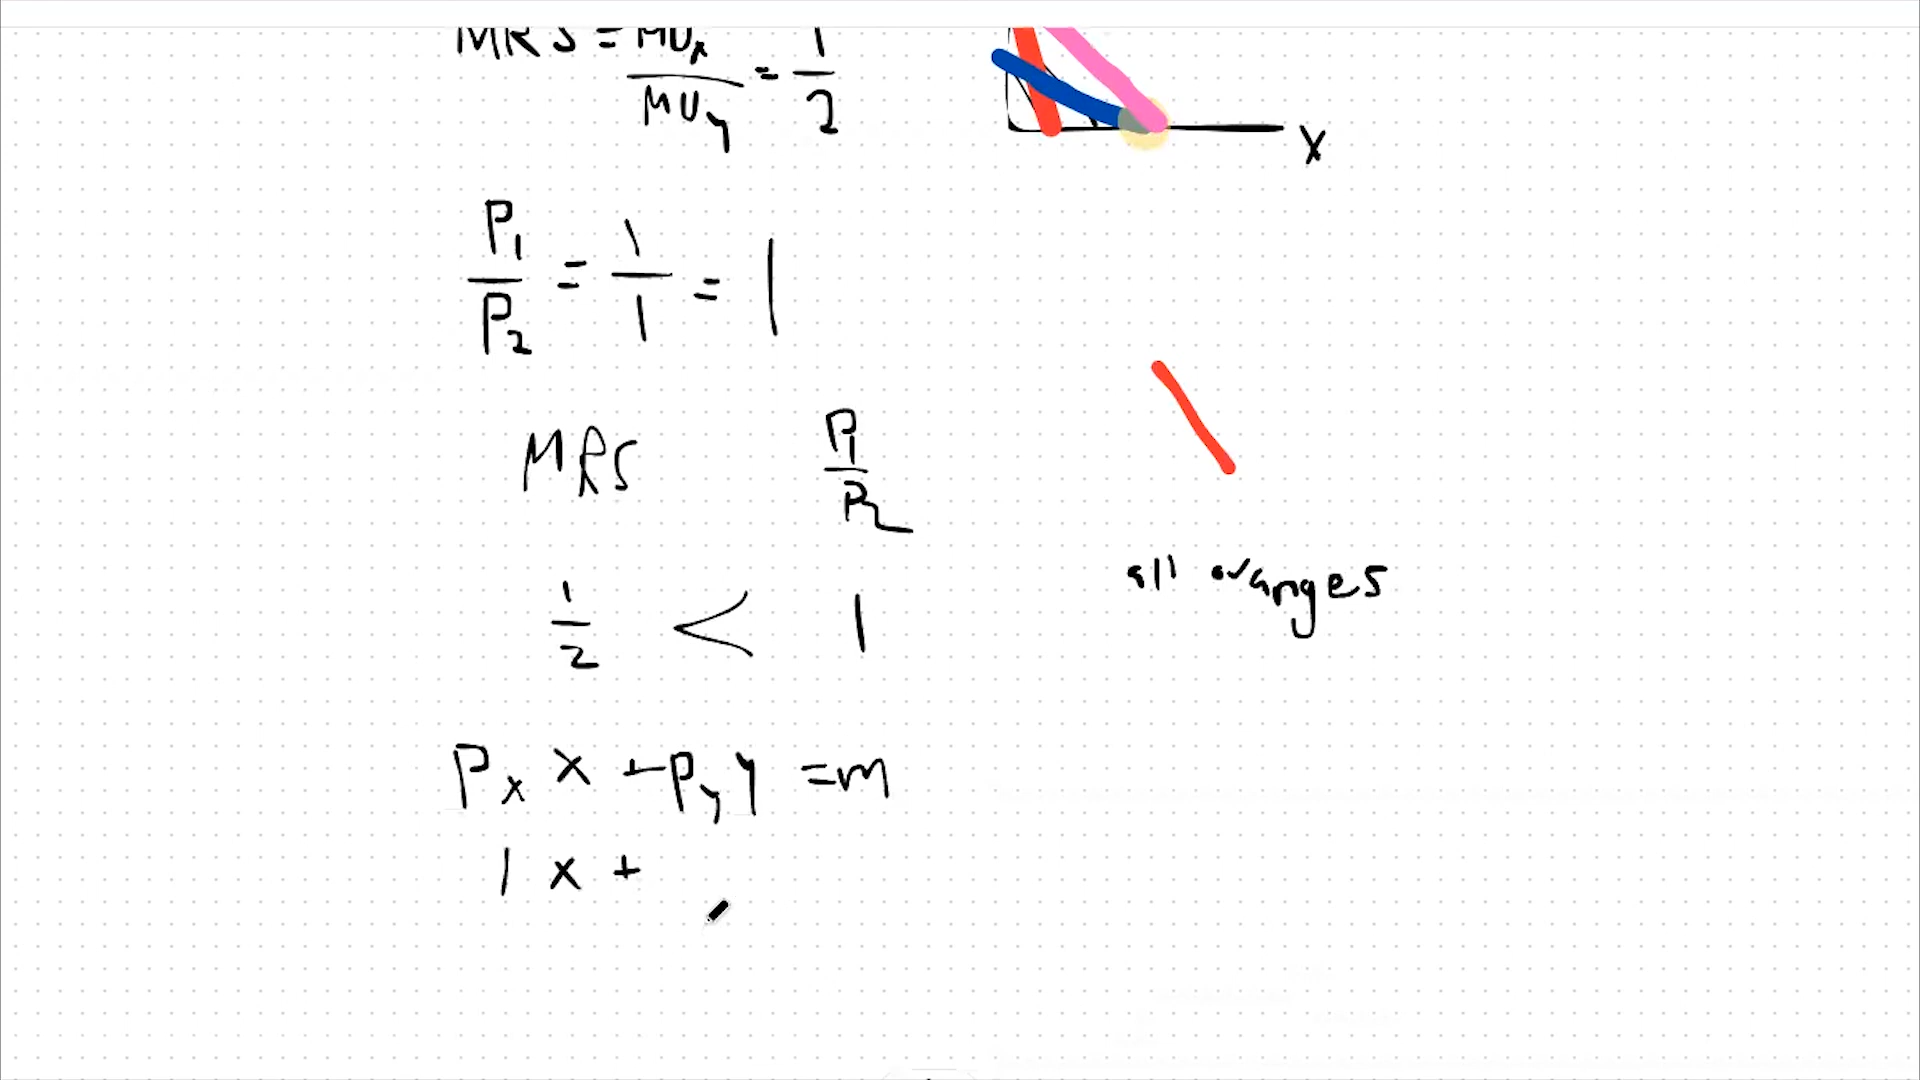 MRS = MUx/MUy = 1/2
X
P1/P2 = 1/1 = 1
MRS P1/P2
1/2 < 1
all oranges
Px x + Py y = m
1 x +